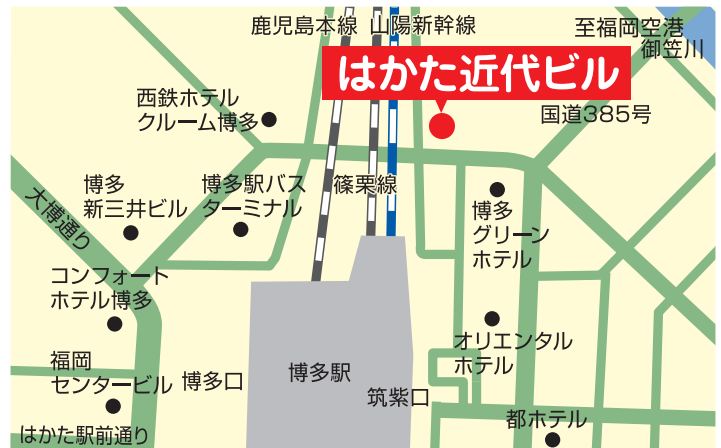 鹿児島本線 山陽新幹線
至福岡空港
御笠川
はかた近代ビル
西鉄ホテル
クルーム博多
国道385号
博多
新三井ビル
博多駅バス
ターミナル
篠栗線
大博通り
博多
グリーン
ホテル
コンフォート
ホテル博多
オリエンタル
ホテル
福岡
センタービル
博多口
博多駅
筑紫口
都ホテル
はかた駅前通り